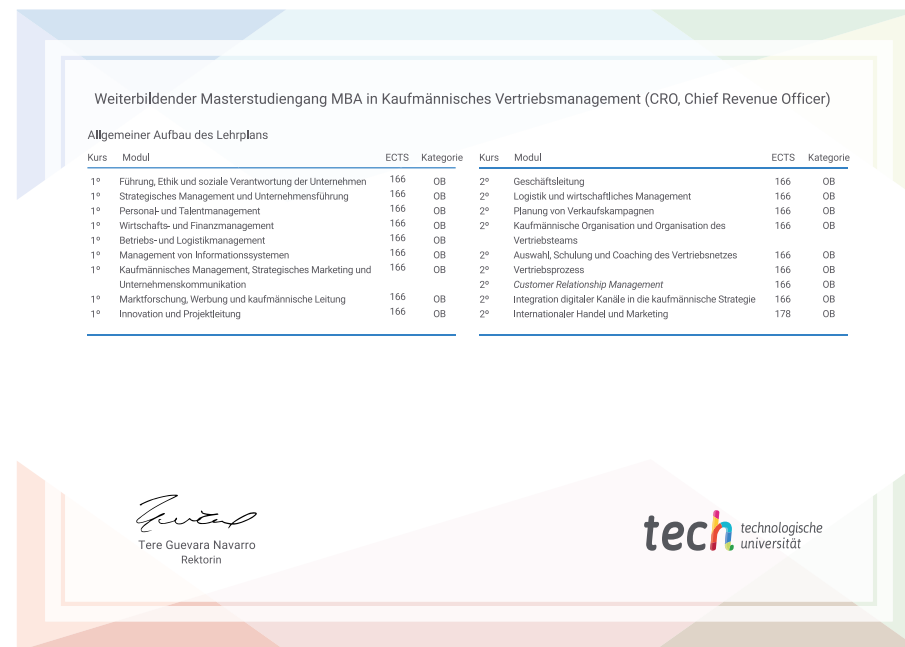 Weiterbildender Masterstudiengang MBA in Kaufmännisches Vertriebsmanagement (CRO, Chief Revenue Officer)
Allgemeiner Aufbau des Lehrplans
Kurs Modul ECTS Kategorie
1º Führung, Ethik und soziale Verantwortung der Unternehmen 166 OB
1º Strategisches Management und Unternehmensführung 166 OB
1º Personal- und Talentmanagement 166 OB
1º Wirtschafts- und Finanzmanagement 166 OB
1º Betriebs- und Logistikmanagement 166 OB
1º Management von Informationssystemen 166 OB
1º Kaufmännisches Management, Strategisches Marketing und 166 OB
Unternehmenskommunikation
1º Marktforschung, Werbung und kaufmännische Leitung 166 OB
1º Innovation und Projektleitung 166 OB
Kurs Modul ECTS Kategorie
2º Geschäftsleitung 166 OB
2º Logistik und wirtschaftliches Management 166 OB
2º Planung von Verkaufskampagnen 166 OB
2º Kaufmännische Organisation und Organisation des 166 OB
Vertriebsteams
2º Auswahl, Schulung und Coaching des Vertriebsnetzes 166 OB
2º Vertriebsprozess 166 OB
2º Customer Relationship Management 166 OB
2º Integration digitaler Kanäle in die kaufmännische Strategie 166 OB
2º Internationaler Handel und Marketing 178 OB
Tere Guevara Navarro
Rektorin
tech technologische
universität